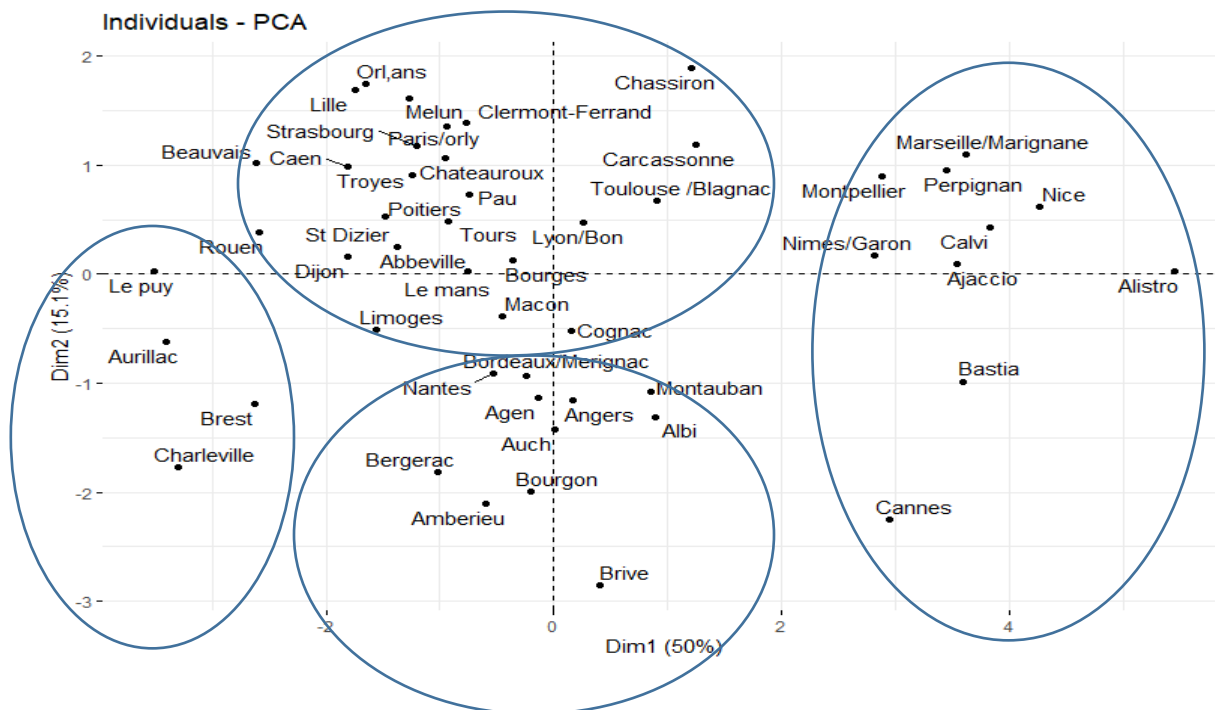 Individuals - PCA
2
Orl,ans
Chassiron
Lille
Melun
Clermont-Ferrand
Strasbourg
Paris/orly
Marseille/Marignane
Beauvais
Caen
Carcassonne
1
Troyes
Chateauroux
Toulouse /Blagnac
Montpellier
Perpignan
Nice
Pau
Poitiers
St Dizier
Tours
Lyon/Bon
Nimes/Garon
Calvi
Rouen
Dijon
Abbeville
Bourges
Ajaccio
0
Le puy
Le mans
Alistro
Macon
Limoges
Cognac
Aurillac
Bordeaux/Merignac
Bastia
-1
Nantes
Montauban
Brest
Agen
Angers
Albi
Auch
Charleville
Bergerac
Bourgon
-2
Amberieu
Cannes
Brive
-3
Dim2 (15.1%)
-2
0
2
4
Dim1 (50%)